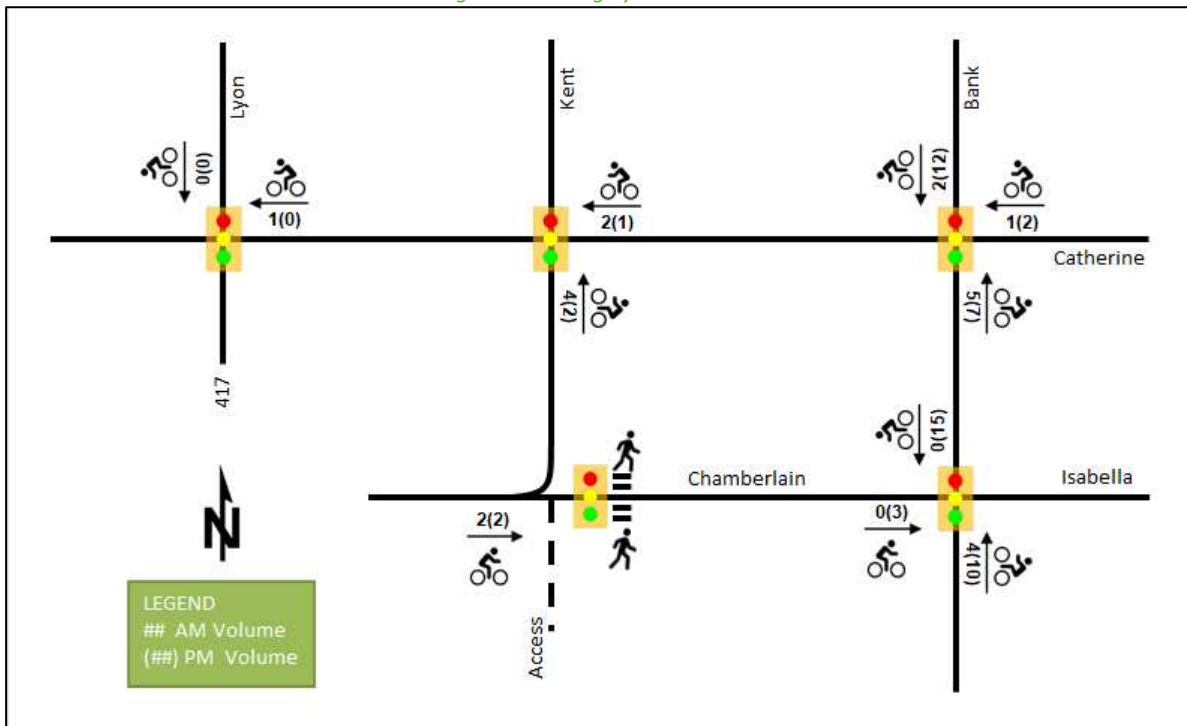 Lyon
Kent
Bank
0(0)
1(0)
2(1)
2(12)
1(2)
Catherine
4(2)
5(7)
417
0(15)
Chamberlain
Isabella
2(2)
0(3)
4(10)
N
Access
LEGEND
## AM Volume
(##) PM Volume